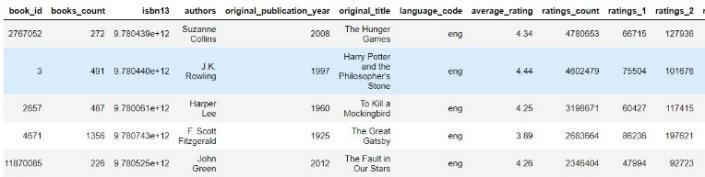 book_id books_count isbn13 authors original_publication_year original_title language_code average_rating ratings_count ratings_1 ratings_2
2767052 272 9.780439e+12 Suzanne Collins 2008 The Hunger Games eng 4.34 4780653 66715 127936
3 491 9.780440e+12 J.K. Rowling 1997 Harry Potter and the Philosopher's Stone eng 4.44 4602479 75504 101676
2657 487 9.780061e+12 Harper Lee 1960 To Kill a Mockingbird eng 4.25 3198671 60427 117415
4671 1356 9.780743e+12 F. Scott Fitzgerald 1925 The Great Gatsby eng 3.89 2683664 86236 197621
11870085 226 9.780525e+12 John Green 2012 The Fault in Our Stars eng 4.26 2346404 47994 92723